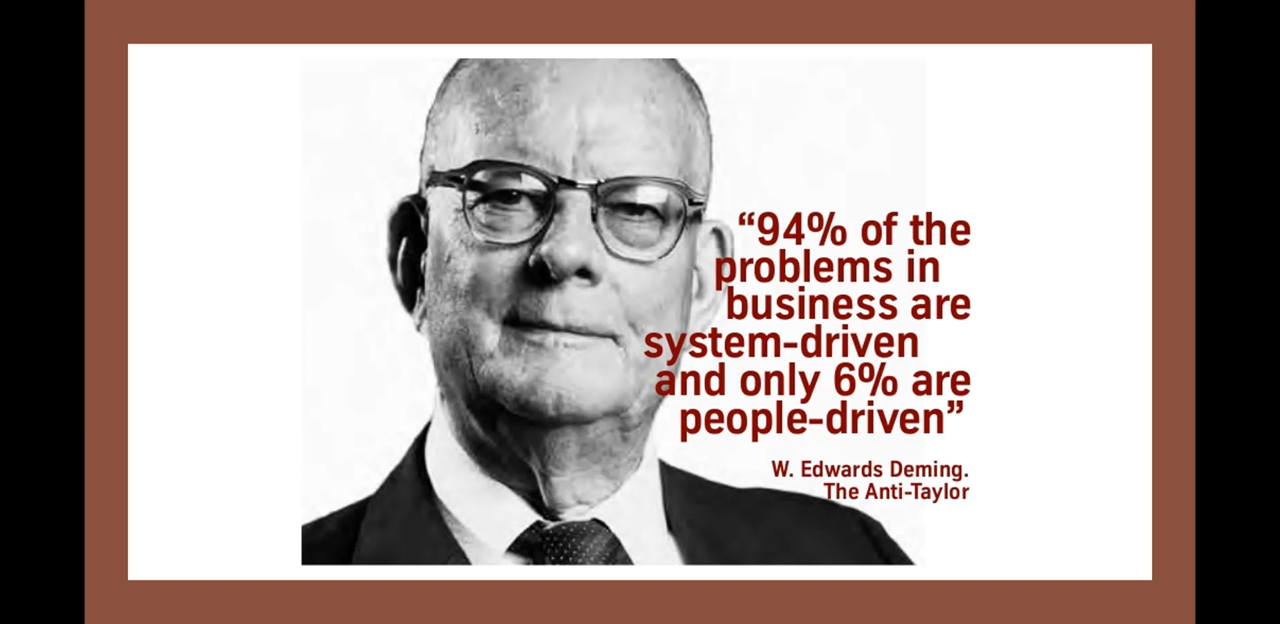 “94% of the
problems in
business are
system-driven
and only 6% are
people-driven”
W. Edwards Deming.
The Anti-Taylor